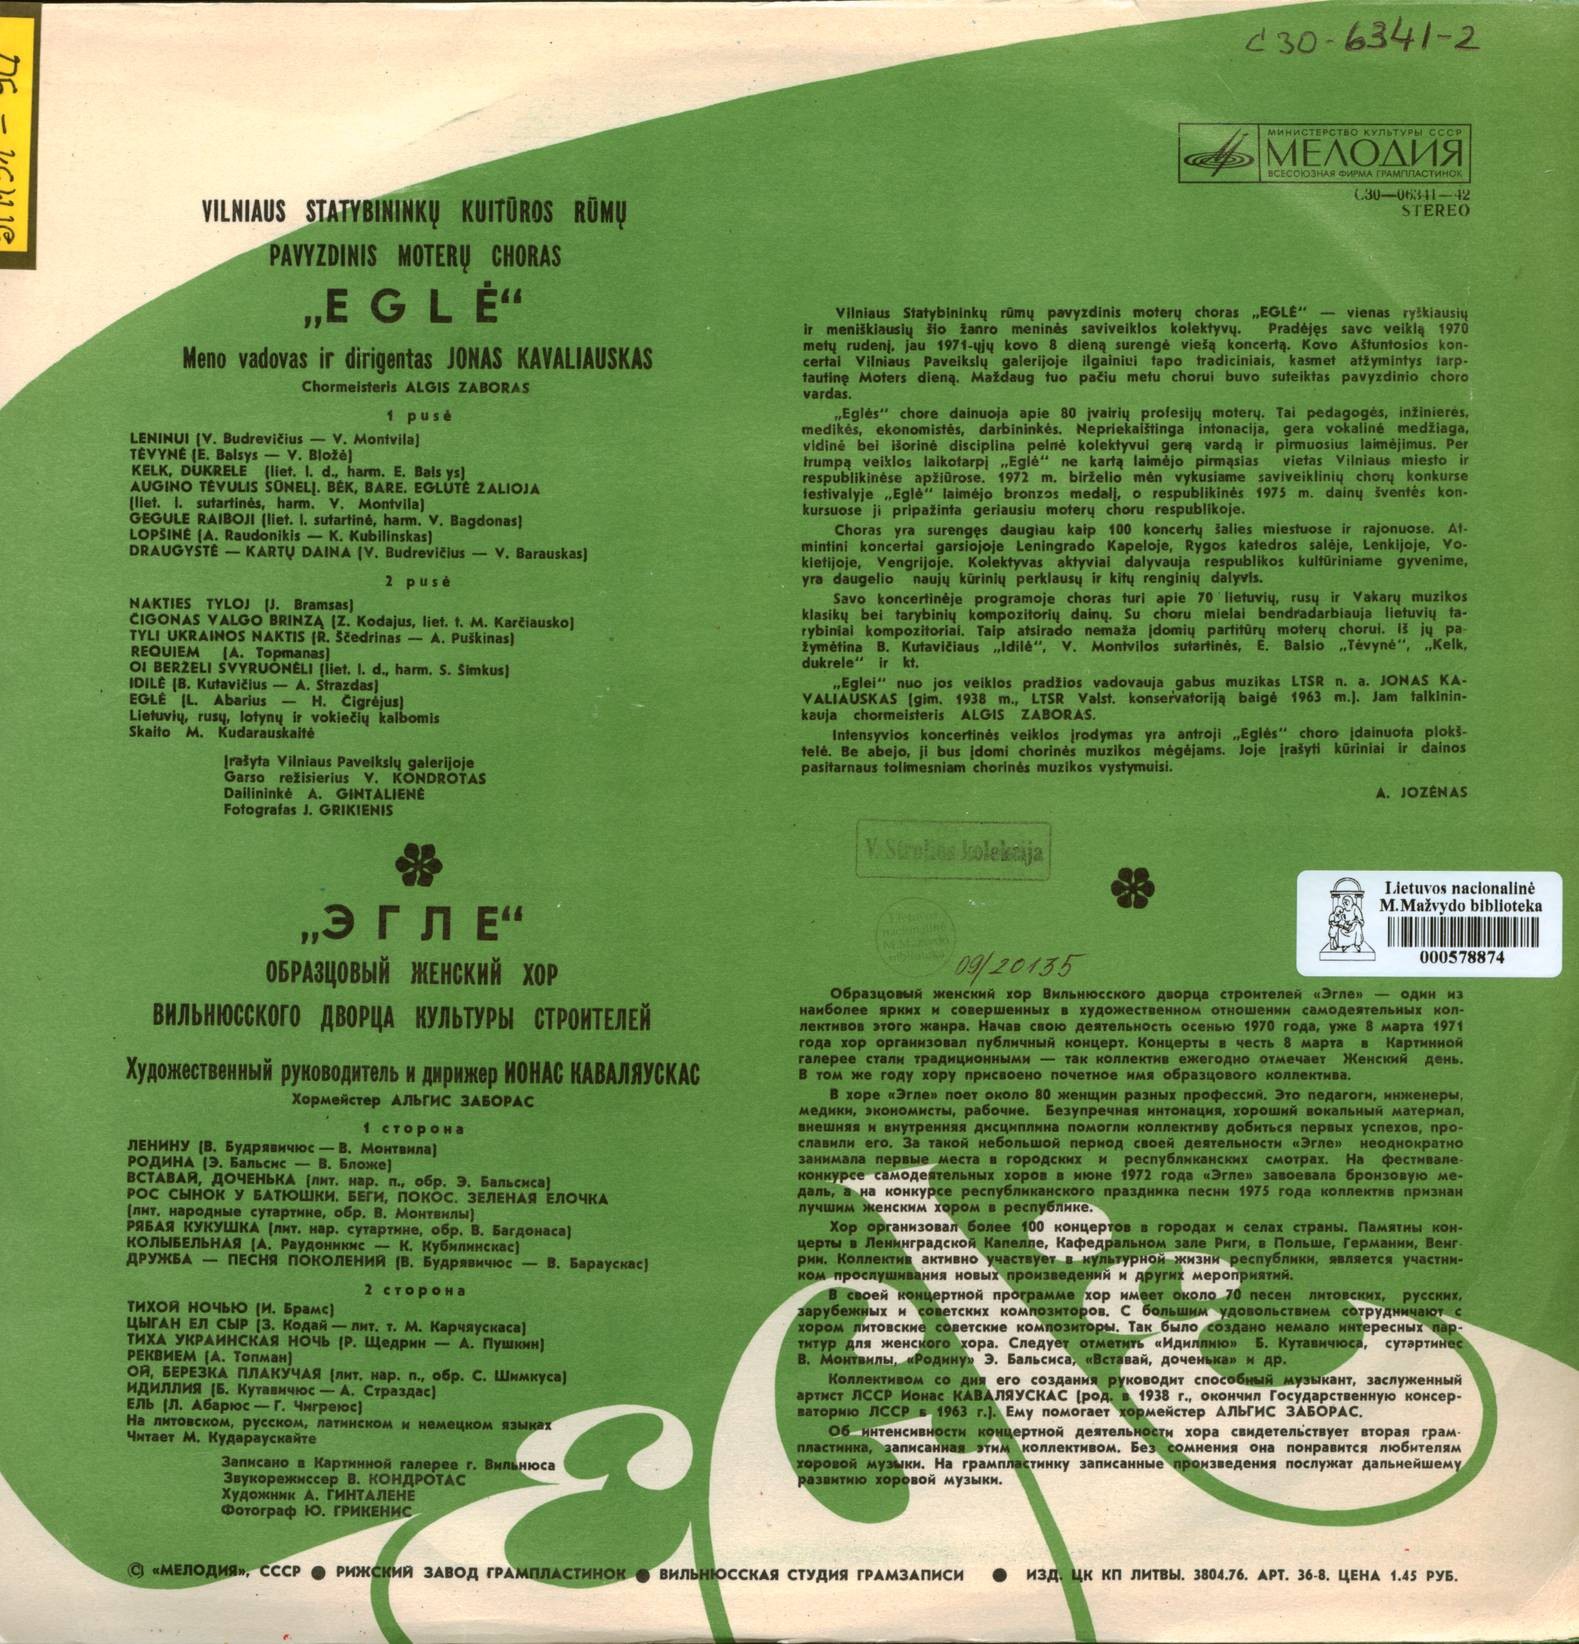 С30-6341-2
МИНИСТЕРСТВО КУЛЬТУРЫ СССР
МЕЛОДИЯ
ВСЕСОЮЗНАЯ ФИРМА ГРАМПЛАСТИНОК
С30—06341—42
STEREO
VILNIAUS STATYBININKŲ KUITŪROS RŪMŲ
PAVYZDINIS MOTERŲ CHORAS
„EGLĖ“
Meno vadovas ir dirigentas JONAS KAVALIAUSKAS
Chormeisteris ALGIS ZABORAS
1 pusė
LENINUI (V. Budrevičius — V. Montvila)
TĖVYNĖ (E. Balsys — V. Bložė)
KELK, DUKRELE (liet. l. d., harm. E. Balsys)
AUGINO TĖVULIS SŪNELĮ. BĖK, BARE. EGLUTĖ ŽALIOJA
(liet. l. sutartinės, harm. V. Montvila)
GEGULE RAIBOJI (liet. l. sutartinė, harm. V. Bagdonas)
LOPŠINĖ (A. Raudonikis — K. Kubilinskas)
DRAUGYSTĖ — KARTŲ DAINA (V. Budrevičius — V. Barauskas)
2 pusė
NAKTIES TYLOJ (J. Bramsas)
ČIGONAS VALGO BRINZĄ (Z. Kodajus, liet. t. M. Karčiausko)
TYLI UKRAINOS NAKTIS (R. Ščedrinas — A. Puškinas)
REQUIEM (A. Topmanas)
OI BERŽELI SVYRUONĖLI (liet. l. d., harm. S. Šimkus)
IDILĖ (B. Kutavičius — A. Strazdas)
EGLĖ (L. Abarius — H. Čigrėjus)
Lietuvių, rusų, lotynų ir vokiečių kalbomis
Skaito M. Kudarauskaitė
Įrašyta Vilniaus Paveikslų galerijoje
Garso režisierius V. KONDROTAS
Dailininkė A. GINTALIENĖ
Fotografas J. GRIKIENIS
Vilniaus Statybininkų rūmų pavyzdinis moterų choras „EGLĖ“ — vienas ryškiausių
ir meniškiausių šio žanro meninės saviveiklos kolektyvų. Pradėjęs savo veiklą 1970
metų rudenį, jau 1971-ųjų kovo 8 dieną surengė viešą koncertą. Kovo Aštuntosios kon-
certai Vilniaus Paveikslų galerijoje ilgainiui tapo tradiciniais, kasmet atžymintys tarp-
tautinę Moters dieną. Maždaug tuo pačiu metu chorui buvo suteiktas pavyzdinio choro
vardas.
„Eglės“ chore dainuoja apie 80 įvairių profesijų moterų. Tai pedagogės, inžinierės,
medikės, ekonomistės, darbininkės. Nepriekaištinga intonacija, gera vokalinė medžiaga,
vidinė bei išorinė disciplina pelnė kolektyvui gerą vardą ir pirmuosius laimėjimus. Per
trumpą veiklos laikotarpį „Eglė“ ne kartą laimėjo pirmąsias vietas Vilniaus miesto ir
respublikinėse apžiūrose. 1972 m. birželio mėn vykusiame saviveiklinių chorų konkurse
festivalyje „Eglė“ laimėjo bronzos medalį, o respublikinės 1975 m. dainų šventės kon-
kursuose ji pripažinta geriausiu moterų choru respublikoje.
Choras yra surengęs daugiau kaip 100 koncertų šalies miestuose ir rajonuose. At-
mintini koncertai garsiojoje Leningrado Kapeloje, Rygos katedros salėje, Lenkijoje, Vo-
kietijoje, Vengrijoje. Kolektyvas aktyviai dalyvauja respublikos kultūriniame gyvenime,
yra daugelio naujų kūrinių perklausų ir kitų renginių dalyvis.
Savo koncertinėje programoje choras turi apie 70 lietuvių, rusų ir Vakarų muzikos
klasikų bei tarybinių kompozitorių dainų. Su choru mielai bendradarbiauja lietuvių ta-
rybiniai kompozitoriai. Taip atsirado nemaža įdomių partitūrų moterų chorui. Iš jų pa-
žymėtina B. Kutavičiaus „Idilė“, V. Montvilos sutartinės, E. Balsio „Tėvynė“, „Kelk,
dukrele“ ir kt.
„Eglei“ nuo jos veiklos pradžios vadovauja gabus muzikas LTSR n. a. JONAS KA-
VALIAUSKAS (gim. 1938 m., LTSR Valst. konservatoriją baigė 1963 m.). Jam talkinin-
kauja chormeisteris ALGIS ZABORAS.
Intensyvios koncertinės veiklos įrodymas yra antroji „Eglės“ choro įdainuota plokš-
telė. Be abejo, ji bus įdomi chorinės muzikos mėgėjams. Joje įrašyti kūriniai ir dainos
pasitarnaus tolimesniam chorinės muzikos vystymuisi.
A. JOZĖNAS
V. Strolios kolekcija
Lietuvos nacionalinė
M.Mažvydo biblioteka
000578874
09/20135
„ЭГЛЕ“
ОБРАЗЦОВЫЙ ЖЕНСКИЙ ХОР
ВИЛЬНЮССКОГО ДВОРЦА КУЛЬТУРЫ СТРОИТЕЛЕЙ
Художественный руководитель и дирижер ИОНАС КАВАЛЯУСКАС
Хормейстер АЛЬГИС ЗАБОРАС
1 сторона
ЛЕНИНУ (В. Будрявичюс — В. Монтвила)
РОДИНА (Э. Бальсис — В. Бложе)
ВСТАВАЙ, ДОЧЕНЬКА (лит. нар. п., обр. Э. Бальсиса)
РОС СЫНОК У БАТЮШКИ. БЕГИ, ПОКОС. ЗЕЛЕНАЯ ЕЛОЧКА
(лит. народные сутартине, обр. В. Монтвилы)
РЯБАЯ КУКУШКА (лит. нар. сутартине, обр. В. Багдонаса)
КОЛЫБЕЛЬНАЯ (А. Раудоникис — К. Кубилинскас)
ДРУЖБА — ПЕСНЯ ПОКОЛЕНИЙ (В. Будрявичюс — В. Бараускас)
2 сторона
ТИХОЙ НОЧЬЮ (И. Брамс)
ЦЫГАН ЕЛ СЫР (З. Кодай — лит. т. М. Карчяускаса)
ТИХА УКРАИНСКАЯ НОЧЬ (Р. Щедрин — А. Пушкин)
РЕКВИЕМ (А. Топман)
ОЙ, БЕРЕЗКА ПЛАКУЧАЯ (лит. нар. п., обр. С. Шимкуса)
ИДИЛЛИЯ (Б. Кутавичюс — А. Страздас)
ЕЛЬ (Л. Абарюс — Г. Чигреюс)
На литовском, русском, латинском и немецком языках
Читает М. Кудараускайте
Записано в Картинной галерее г. Вильнюса
Звукорежиссер В. КОНДРОТАС
Художник А. ГИНТАЛЕНЕ
Фотограф Ю. ГРИКЕНИС
Образцовый женский хор Вильнюсского дворца строителей «Эгле» — один из
наиболее ярких и совершенных в художественном отношении самодеятельных кол-
лективов этого жанра. Начав свою деятельность осенью 1970 года, уже 8 марта 1971
года хор организовал публичный концерт. Концерты в честь 8 марта в Картинной
галерее стали традиционными — так коллектив ежегодно отмечает Женский день.
В том же году хору присвоено почетное имя образцового коллектива.
В хоре «Эгле» поет около 80 женщин разных профессий. Это педагоги, инженеры,
медики, экономисты, рабочие. Безупречная интонация, хороший вокальный материал,
внешняя и внутренняя дисциплина помогли коллективу добиться первых успехов, про-
славили его. За такой небольшой период своей деятельности «Эгле» неоднократно
занимала первые места в городских и республиканских смотрах. На фестивале-
конкурсе самодеятельных хоров в июне 1972 года «Эгле» завоевала бронзовую ме-
даль, а на конкурсе республиканского праздника песни 1975 года коллектив признан
лучшим женским хором в республике.
Хор организовал более 100 концертов в городах и селах страны. Памятны кон-
церты в Ленинградской Капелле, Кафедральном зале Риги, в Польше, Германии, Венг-
рии. Коллектив активно участвует в культурной жизни республики, является участни-
ком прослушивания новых произведений и других мероприятий.
В своей концертной программе хор имеет около 70 песен литовских, русских,
зарубежных и советских композиторов. С большим удовольствием сотрудничают с
хором литовские советские композиторы. Так было создано немало интересных пар-
титур для женского хора. Следует отметить «Идиллию» Б. Кутавичюса, сутартинес
В. Монтвилы, «Родину» Э. Бальсиса, «Вставай, доченька» и др.
Коллективом со дня его создания руководит способный музыкант, заслуженный
артист ЛССР Ионас КАВАЛЯУСКАС (род. в 1938 г., окончил Государственную консер-
ваторию ЛССР в 1963 г.). Ему помогает хормейстер АЛЬГИС ЗАБОРАС.
Об интенсивности концертной деятельности хора свидетельствует вторая грам-
пластинка, записанная этим коллективом. Без сомнения она понравится любителям
хоровой музыки. На грампластинку записанные произведения послужат дальнейшему
развитию хоровой музыки.
© «МЕЛОДИЯ», СССР ● РИЖСКИЙ ЗАВОД ГРАМПЛАСТИНОК ● ВИЛЬНЮССКАЯ СТУДИЯ ГРАМЗАПИСИ ● ИЗД. ЦК КП ЛИТВЫ. 3804.76. АРТ. 36-8. ЦЕНА 1.45 РУБ.